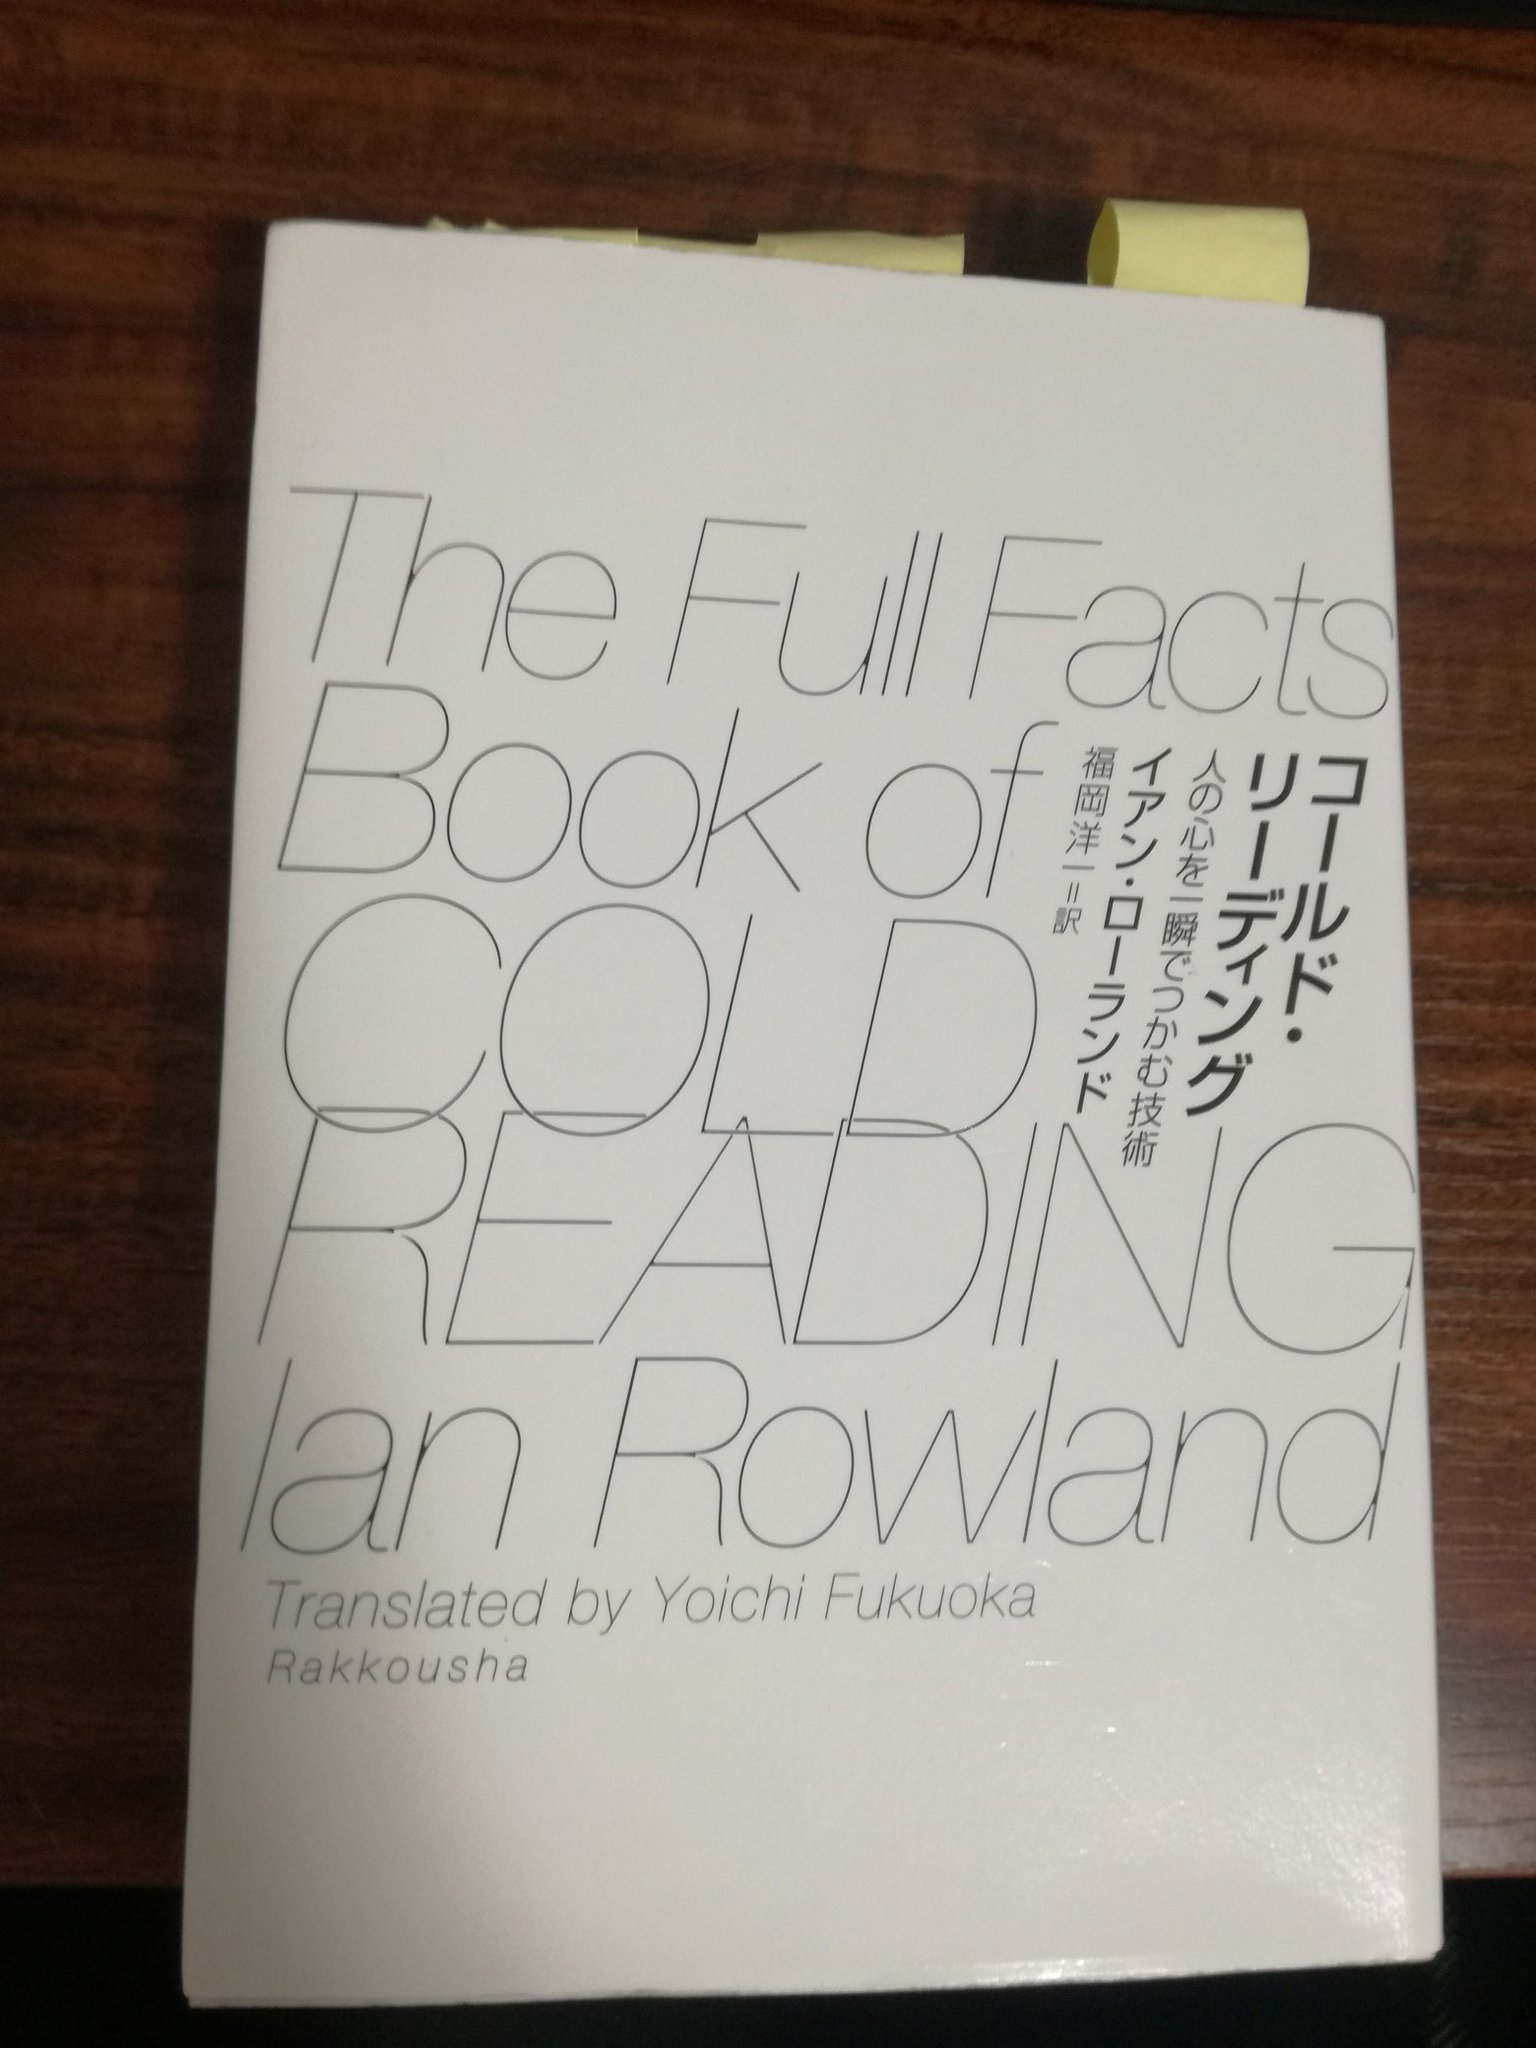 The Full Facts
Book of
COLD
READING
Ian Rowland
Translated by Yoichi Fukuoka
Rakkousha
コールド・
リーディング
人の心を一瞬でつかむ技術
イアン・ローランド
福岡洋一=訳